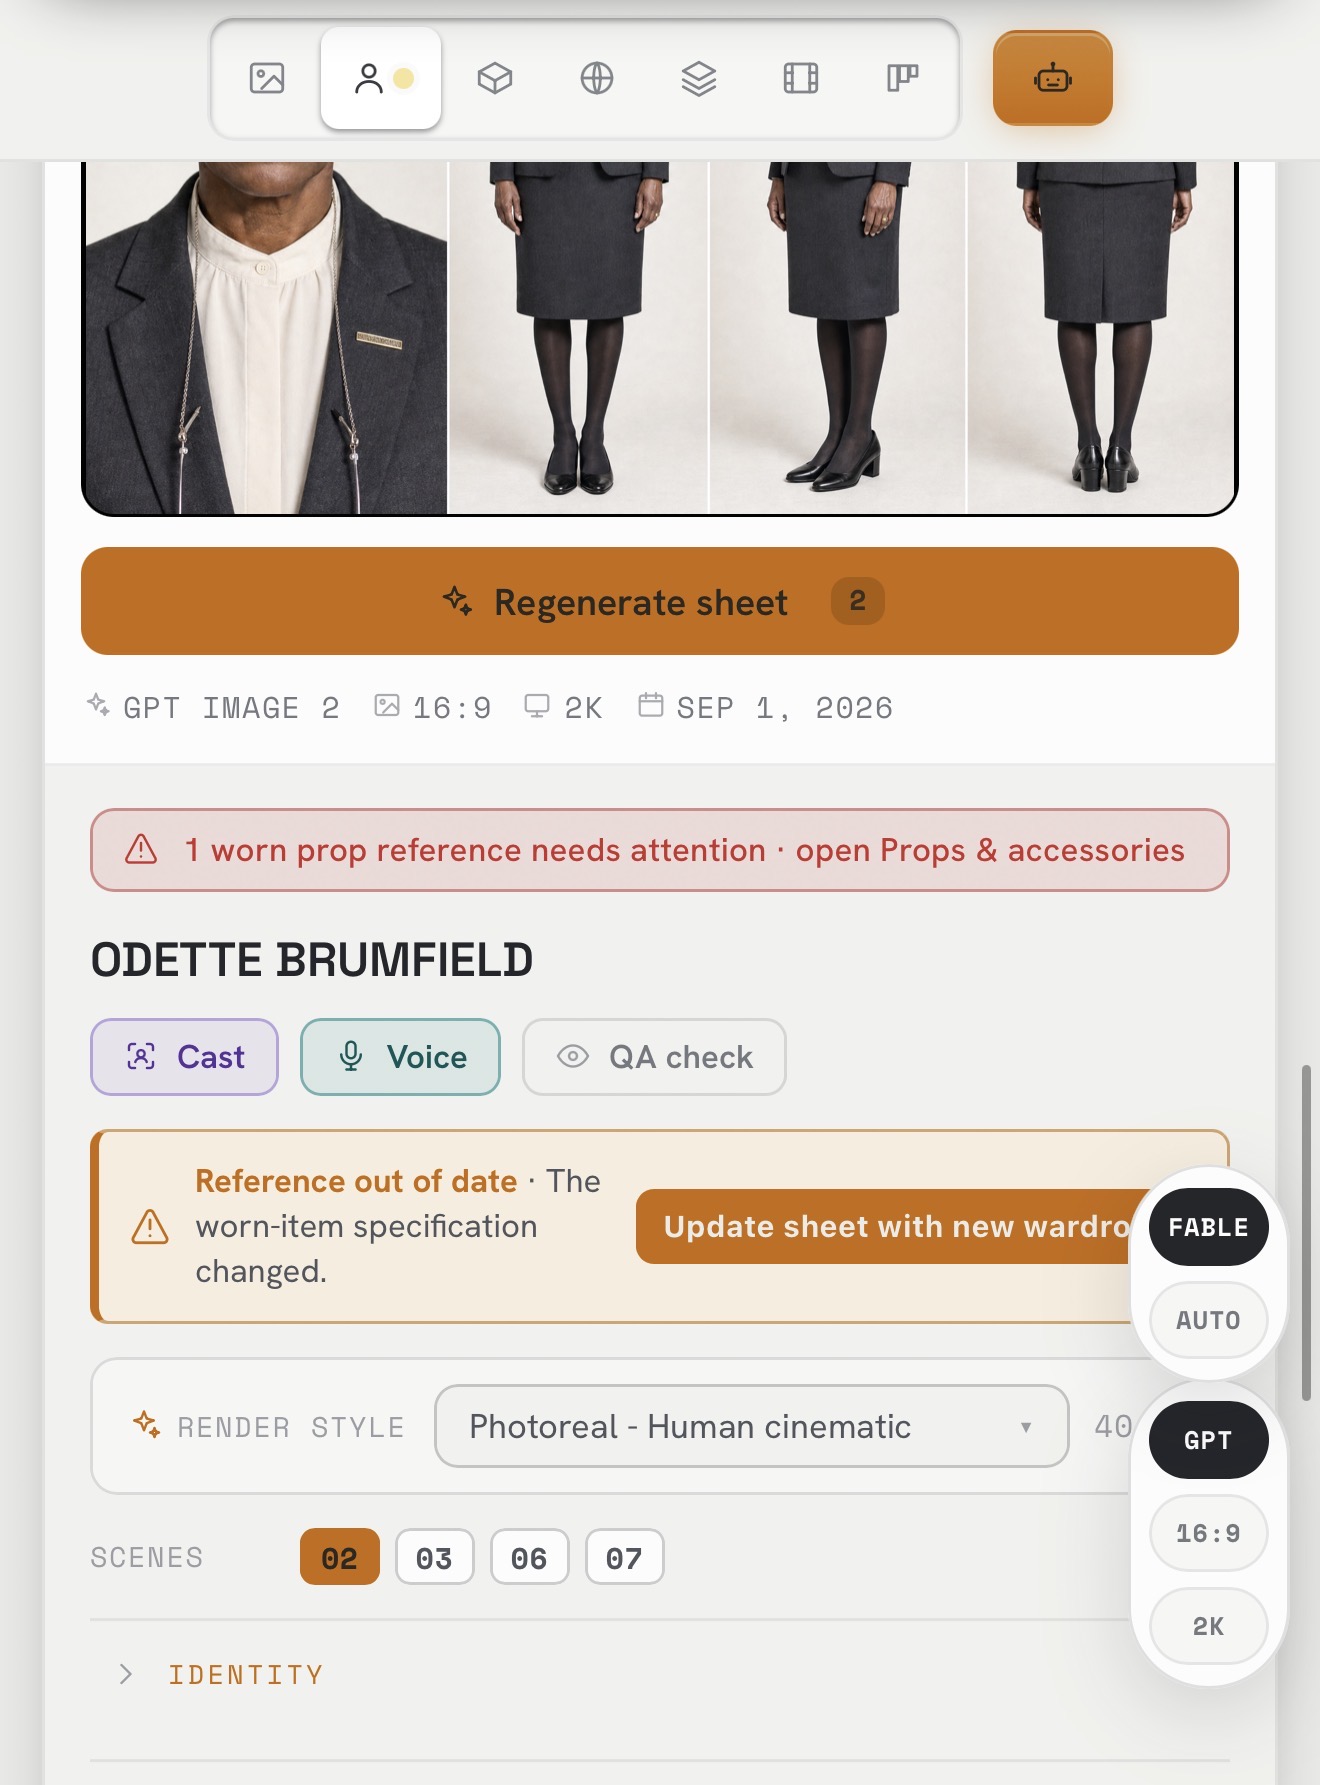 Regenerate sheet 2
GPT IMAGE 2 16:9 2K SEP 1, 2026
1 worn prop reference needs attention · open Props & accessories
ODETTE BRUMFIELD
Cast Voice QA check
Reference out of date · The
worn-item specification
changed.
Update sheet with new wardro
FABLE
AUTO
RENDER STYLE Photoreal - Human cinematic 40
GPT
16:9
2K
SCENES 02 03 06 07
IDENTITY